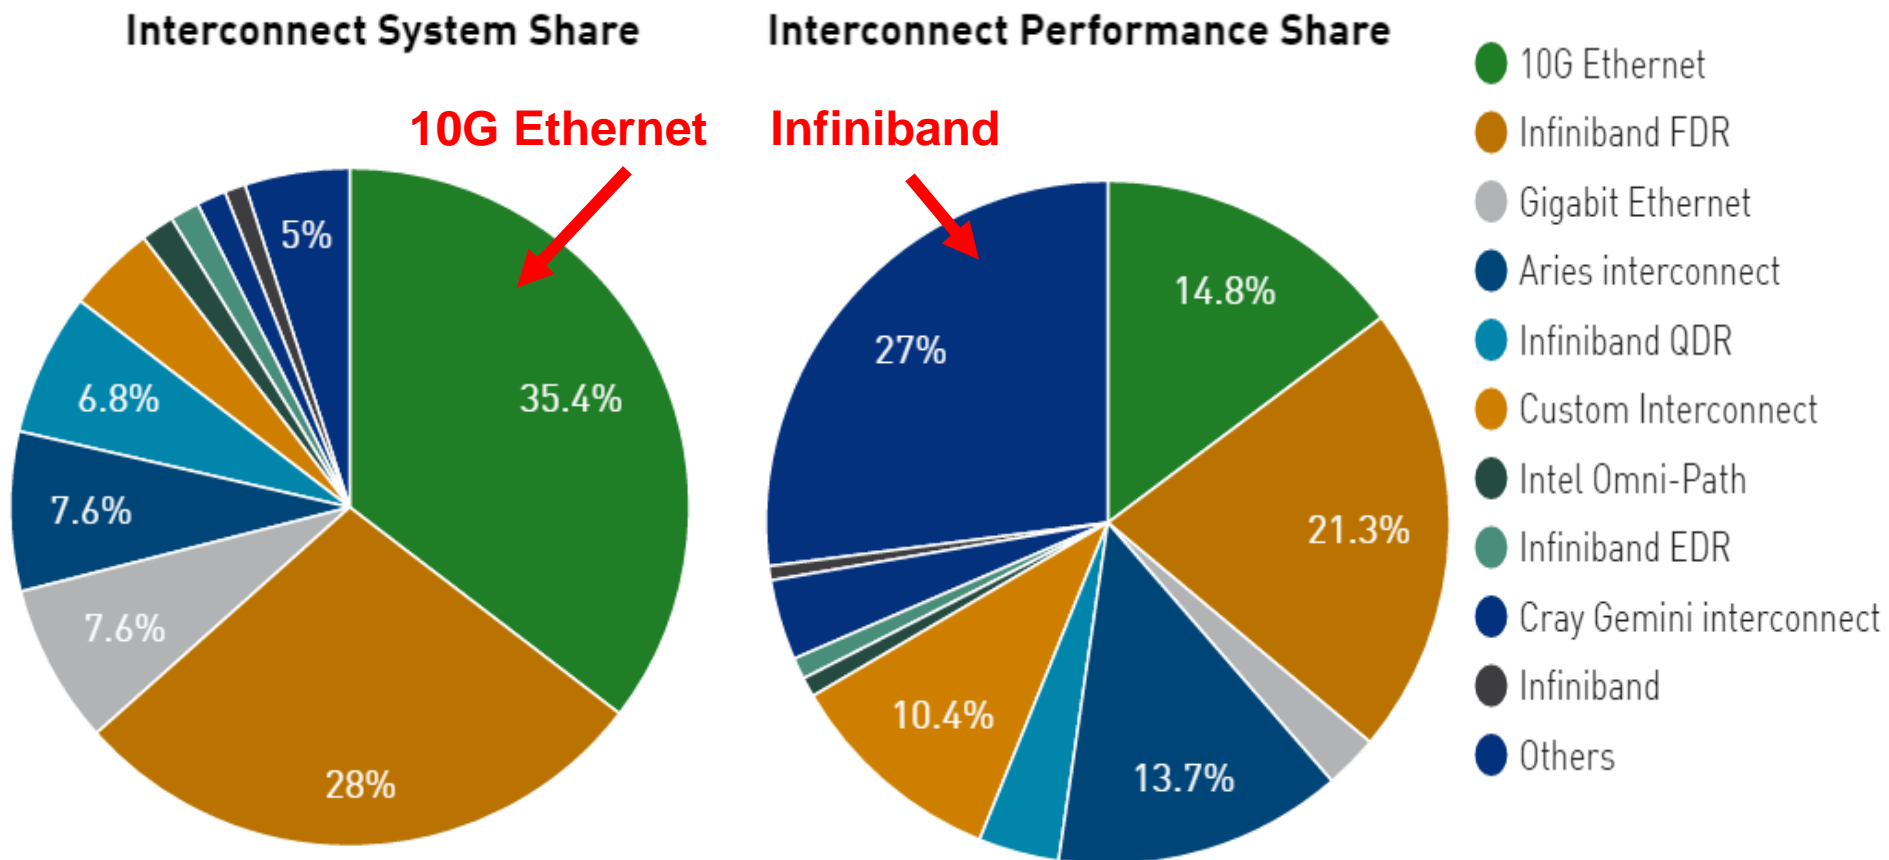 Interconnect System Share
Interconnect Performance Share
10G Ethernet
Infiniband
5%
35.4%
6.8%
7.6%
7.6%
28%
14.8%
27%
21.3%
10.4%
13.7%
10G Ethernet
Infiniband FDR
Gigabit Ethernet
Aries interconnect
Infiniband QDR
Custom Interconnect
Intel Omni-Path
Infiniband EDR
Cray Gemini interconnect
Infiniband
Others